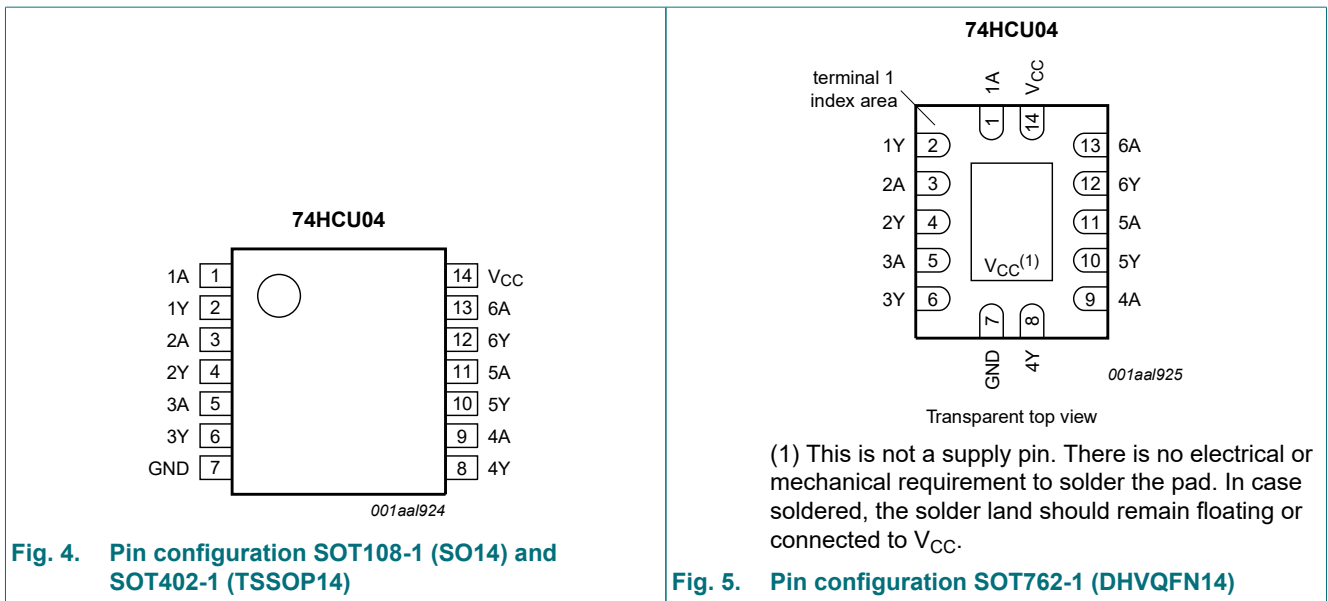 74HCU04
1A 1 14 VCC
1Y 2 13 6A
2A 3 12 6Y
2Y 4 11 5A
3A 5 10 5Y
3Y 6 9 4A
GND 7 8 4Y
001aal924
Fig. 4. Pin configuration SOT108-1 (SO14) and
SOT402-1 (TSSOP14)
74HCU04
terminal 1
index area
1A VCC
1 14
1Y 2 13 6A
2A 3 12 6Y
2Y 4 11 5A
3A 5 VCC(1) 10 5Y
3Y 6 9 4A
7 8
GND 4Y
001aal925
Transparent top view
(1) This is not a supply pin. There is no electrical or
mechanical requirement to solder the pad. In case
soldered, the solder land should remain floating or
connected to VCC.
Fig. 5. Pin configuration SOT762-1 (DHVQFN14)